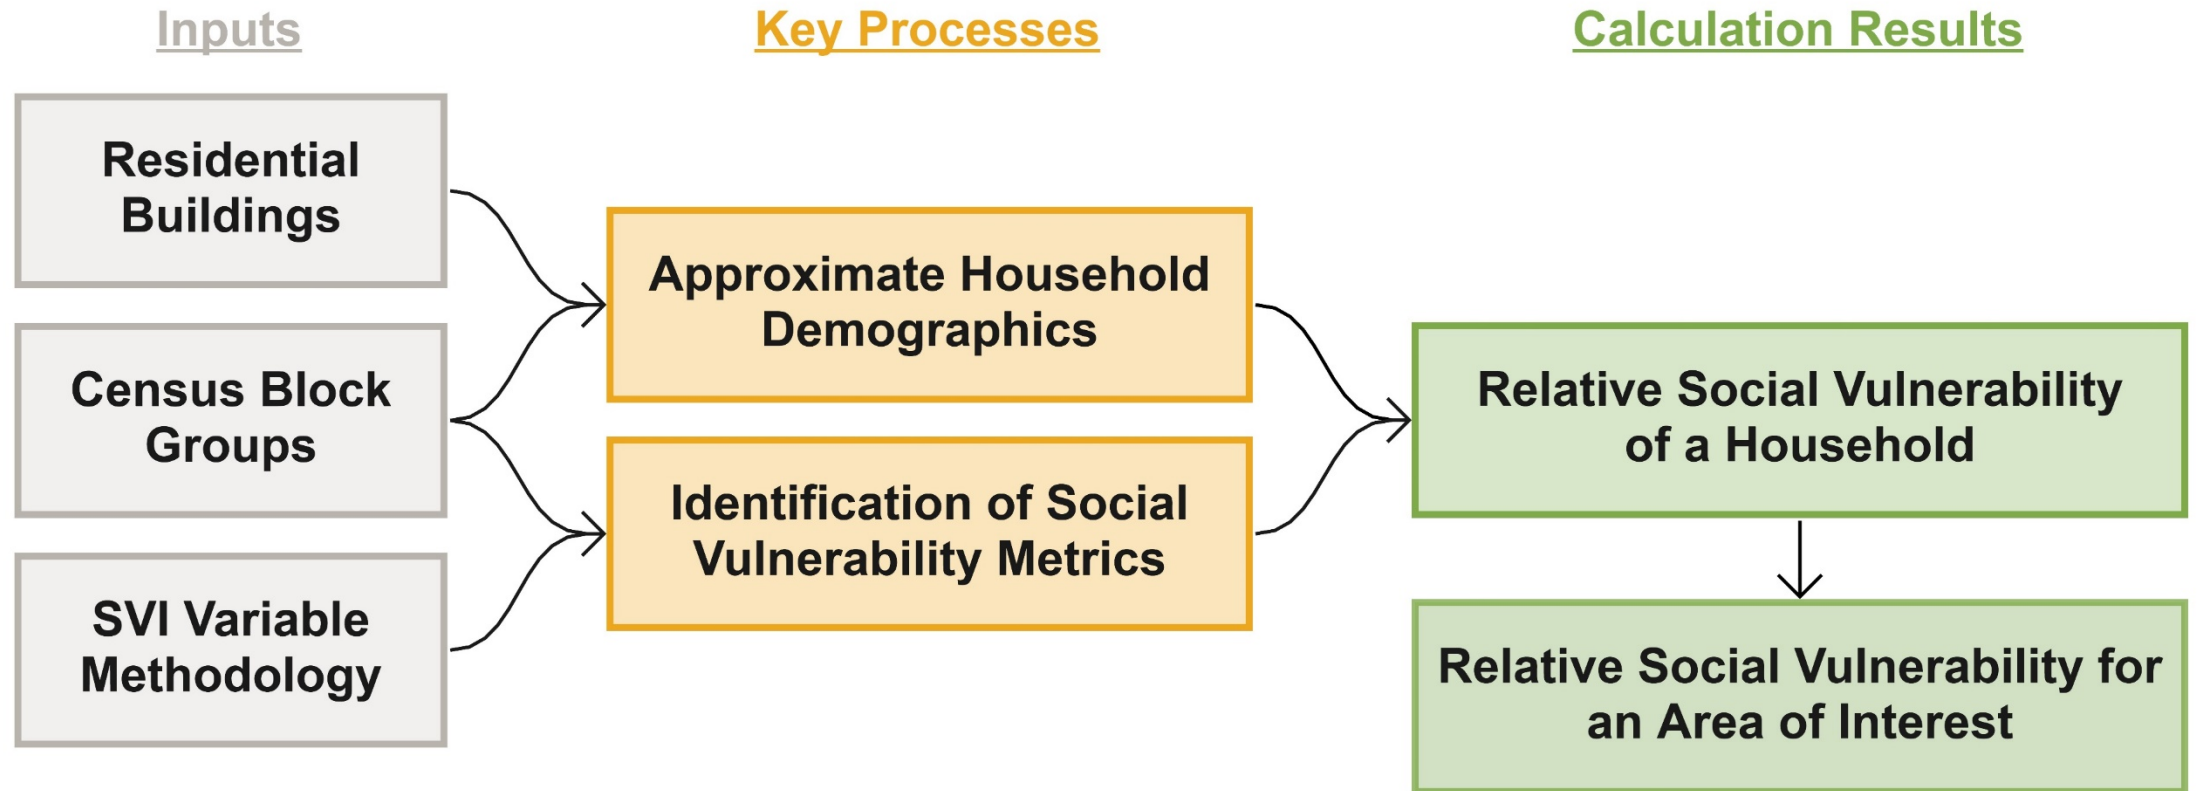 Inputs
Key Processes
Calculation Results
Residential
Buildings
Census Block
Groups
SVI Variable
Methodology
Approximate Household
Demographics
Identification of Social
Vulnerability Metrics
Relative Social Vulnerability
of a Household
Relative Social Vulnerability for
an Area of Interest